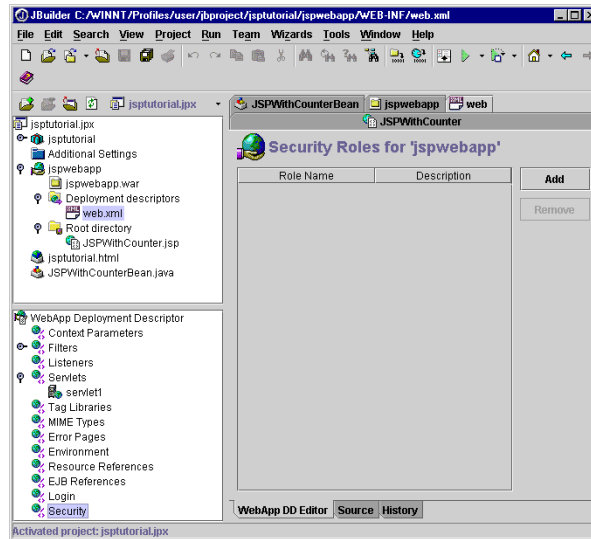 JBuilder C:/WINNT/Profiles/user/jbproject/jsptutorial/jspwebapp/WEB-INF/web.xml
File Edit Search View Project Run Team Wizards Tools Window Help
jsptutorial.jpx
JSPWithCounterBean jspwebapp web
JSPWithCounter
jsptutorial.jpx
jsptutorial
Additional Settings
jspwebapp
jspwebapp.war
Deployment descriptors
web.xml
Root directory
JSPWithCounter.jsp
jsptutorial.html
JSPWithCounterBean.java
Security Roles for 'jspwebapp'
Role Name Description
Add
Remove
WebApp Deployment Descriptor
Context Parameters
Filters
Listeners
Servlets
servlet1
Tag Libraries
MIME Types
Error Pages
Environment
Resource References
EJB References
Login
Security
WebApp DD Editor Source History
Activated project: jsptutorial.jpx